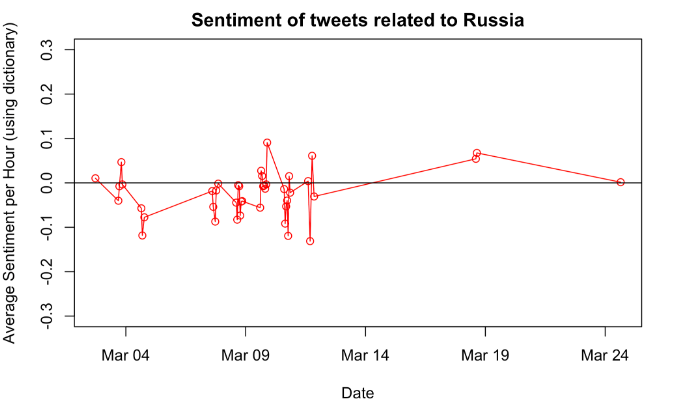 Sentiment of tweets related to Russia
Average Sentiment per Hour (using dictionary)
0.3
0.2
0.1
0.0
-0.1
-0.2
-0.3
Mar 04 Mar 09 Mar 14 Mar 19 Mar 24
Date